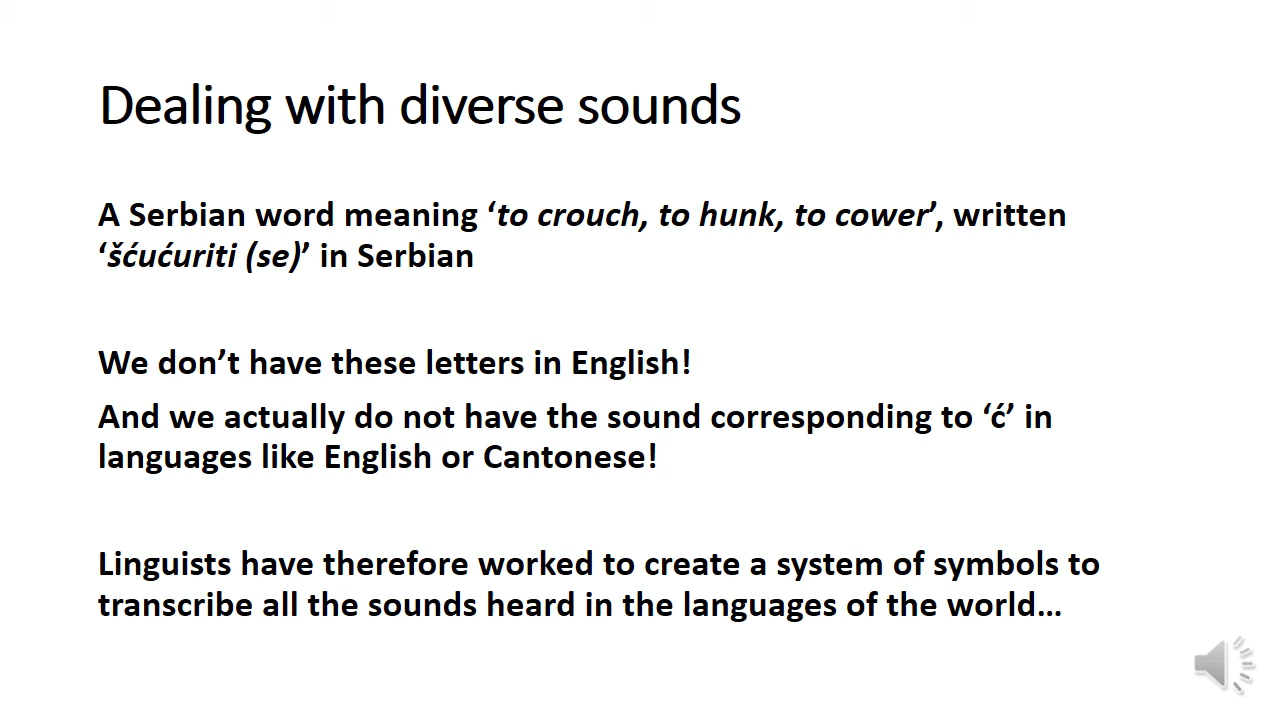 Dealing with diverse sounds
A Serbian word meaning ‘to crouch, to hunk, to cower’, written
‘šćućuriti (se)’ in Serbian
We don’t have these letters in English!
And we actually do not have the sound corresponding to ‘ć’ in
languages like English or Cantonese!
Linguists have therefore worked to create a system of symbols to
transcribe all the sounds heard in the languages of the world…